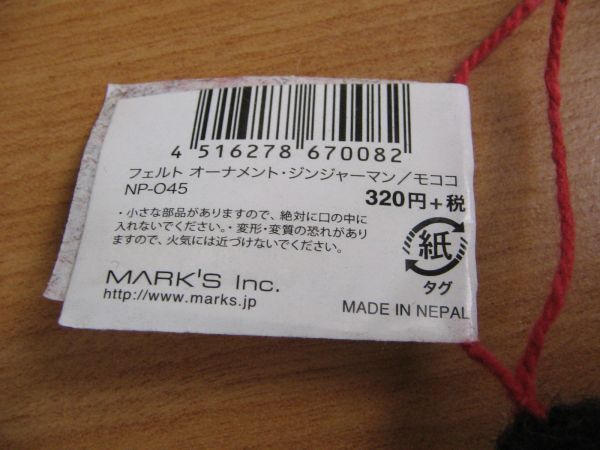 4 516278 670082
フェルト オーナメント・ジンジャーマン/モココ
NP-045
320円+税
・小さな部品がありますので、絶対に口の中に
入れないでください。・変形・変質の恐れがあり
ますので、火気には近づけないでください。
紙
タグ
MARK'S Inc.
http://www.marks.jp
MADE IN NEPAL